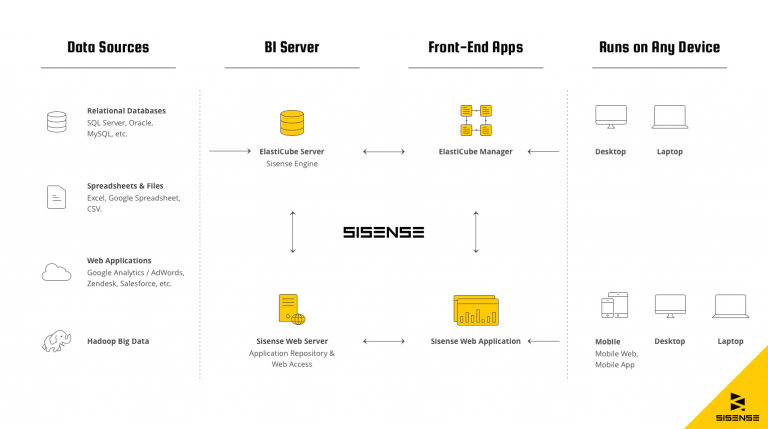 Data Sources
BI Server
Front-End Apps
Runs on Any Device
Relational Databases
SQL Server, Oracle,
MySQL, etc.
Spreadsheets & Files
Excel, Google Spreadsheet,
CSV.
Web Applications
Google Analytics / AdWords,
Zendesk, Salesforce, etc.
Hadoop Big Data
ElastiCube Server
Sisense Engine
ElastiCube Manager
Desktop
Laptop
SISENSE
Sisense Web Server
Application Repository &
Web Access
Sisense Web Application
Mobile
Mobile Web,
Mobile App
Desktop
Laptop
SISENSE